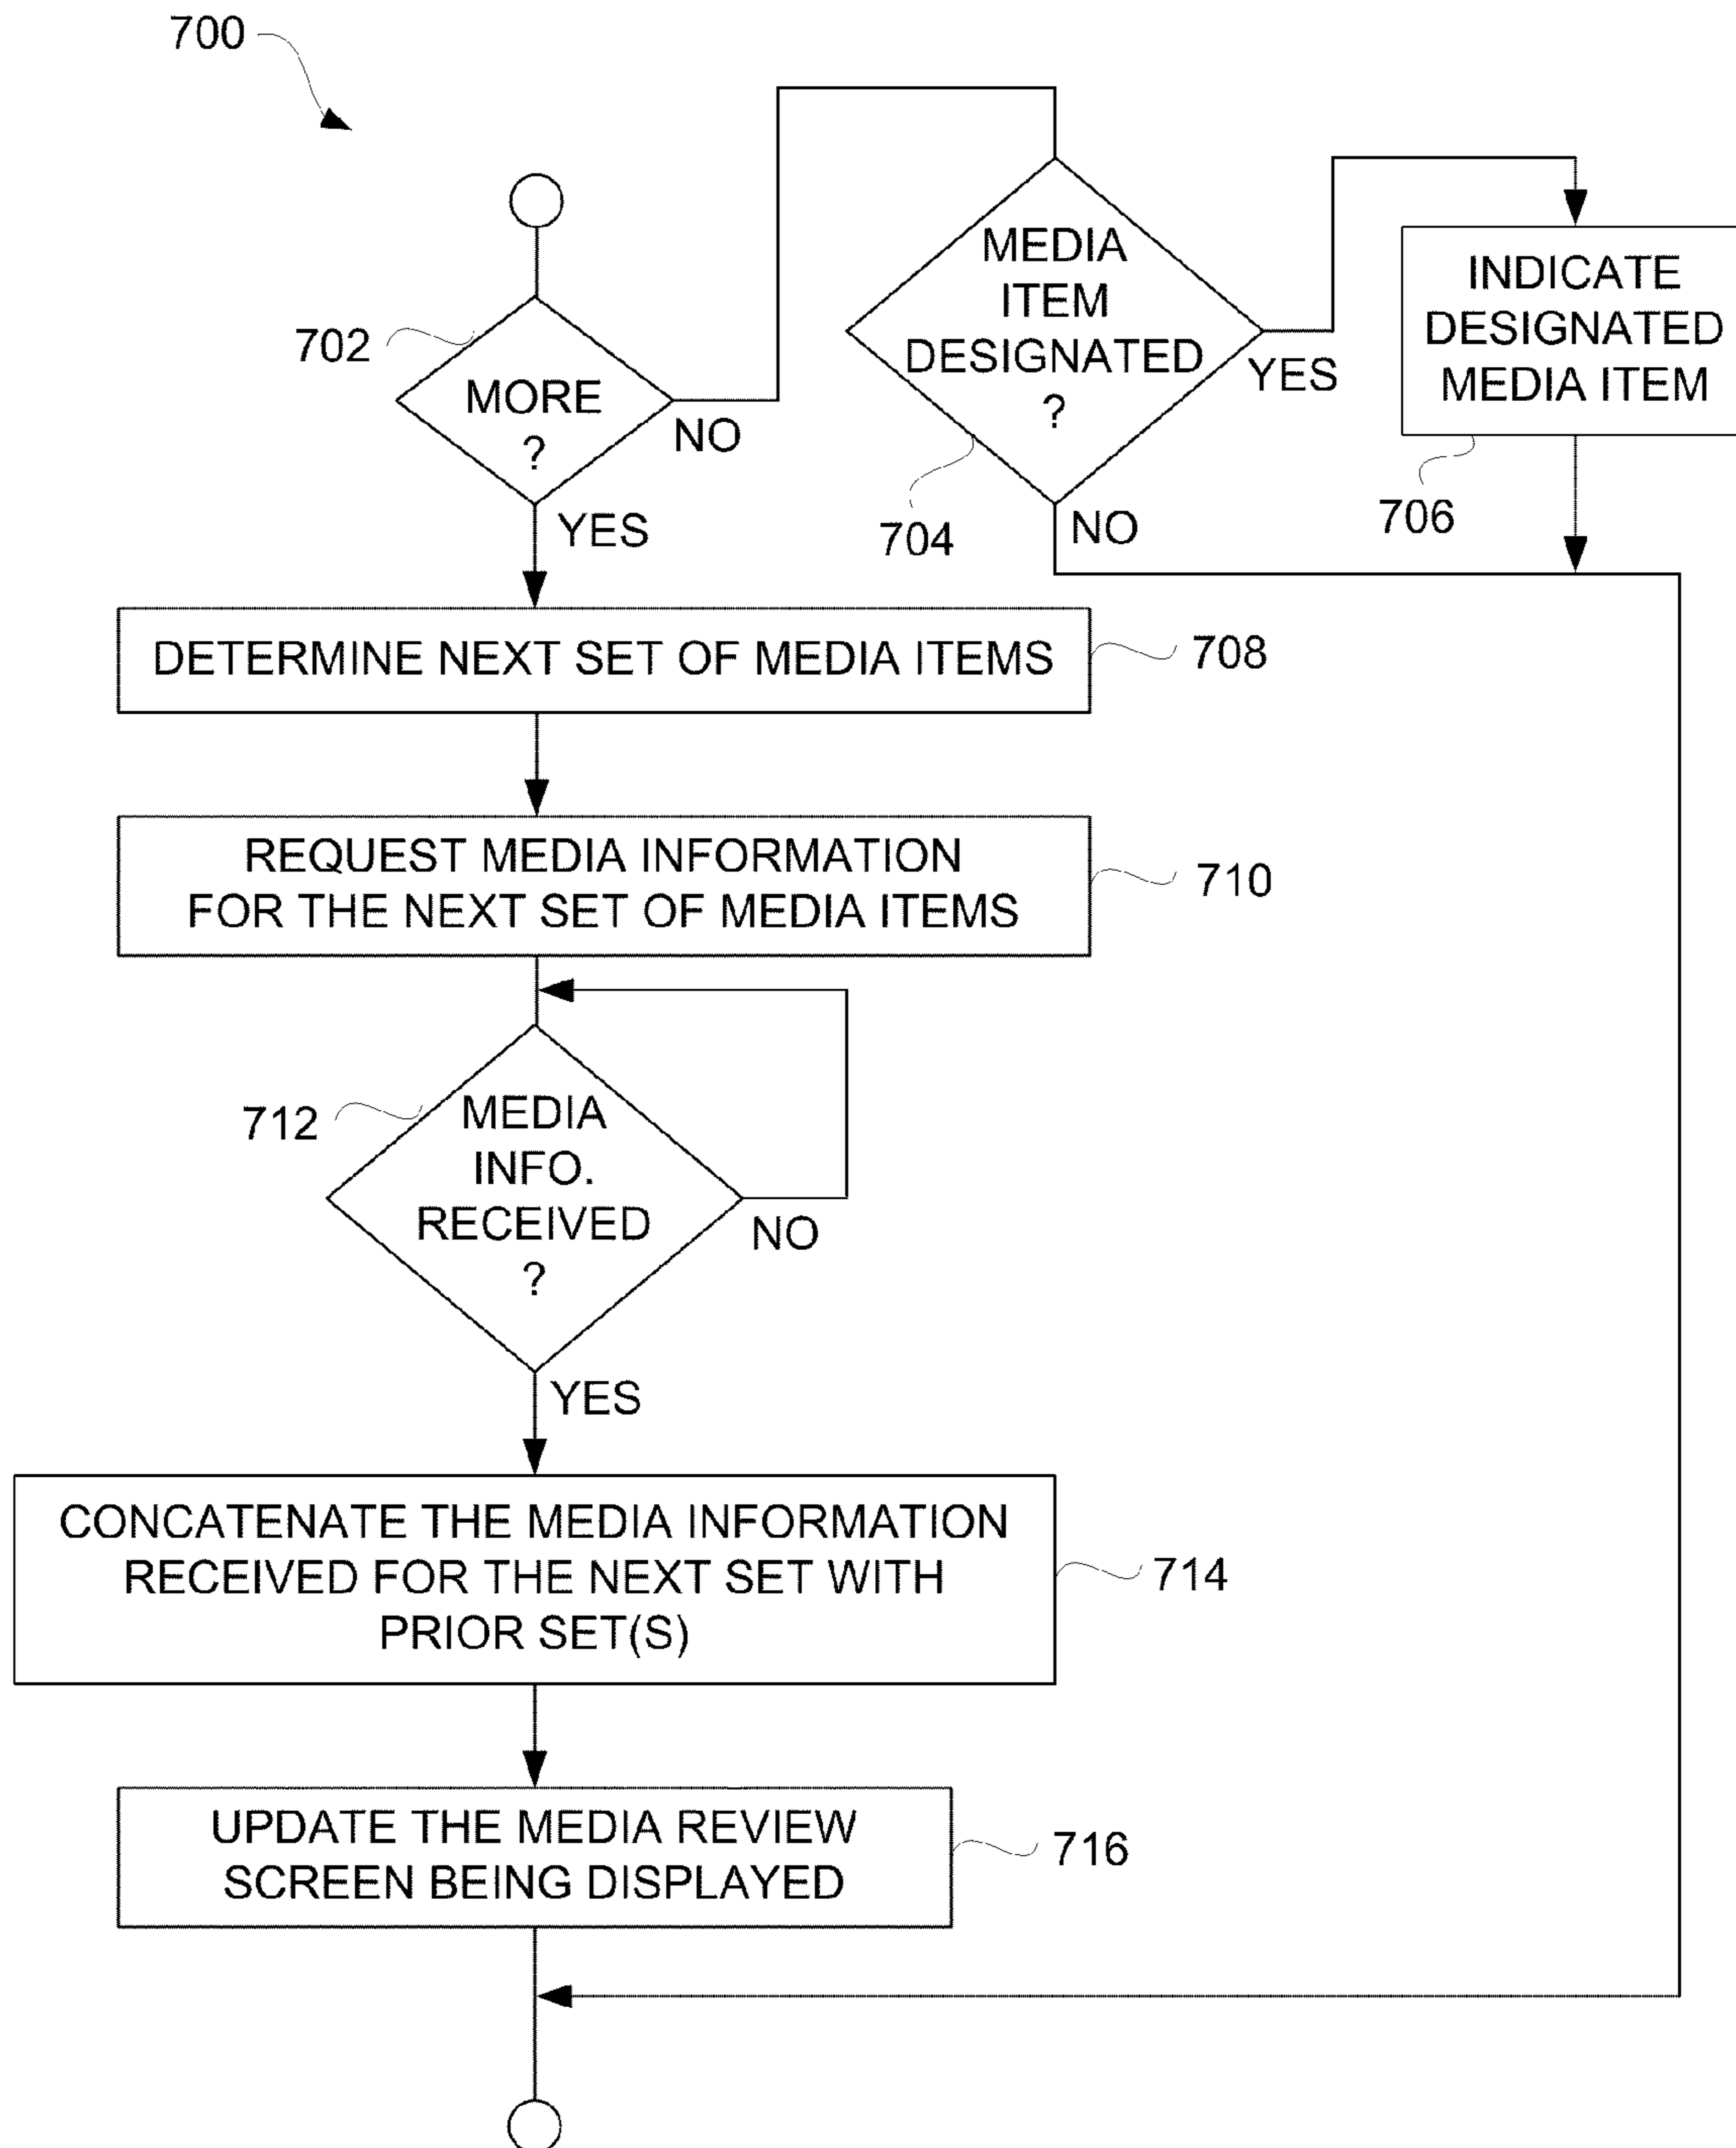 700
702
MORE
?
NO
YES
MEDIA
ITEM
DESIGNATED
?
YES
NO
704
INDICATE
DESIGNATED
MEDIA ITEM
706
DETERMINE NEXT SET OF MEDIA ITEMS
708
REQUEST MEDIA INFORMATION
FOR THE NEXT SET OF MEDIA ITEMS
710
712
MEDIA
INFO.
RECEIVED
?
NO
YES
CONCATENATE THE MEDIA INFORMATION
RECEIVED FOR THE NEXT SET WITH
PRIOR SET(S)
714
UPDATE THE MEDIA REVIEW
SCREEN BEING DISPLAYED
716